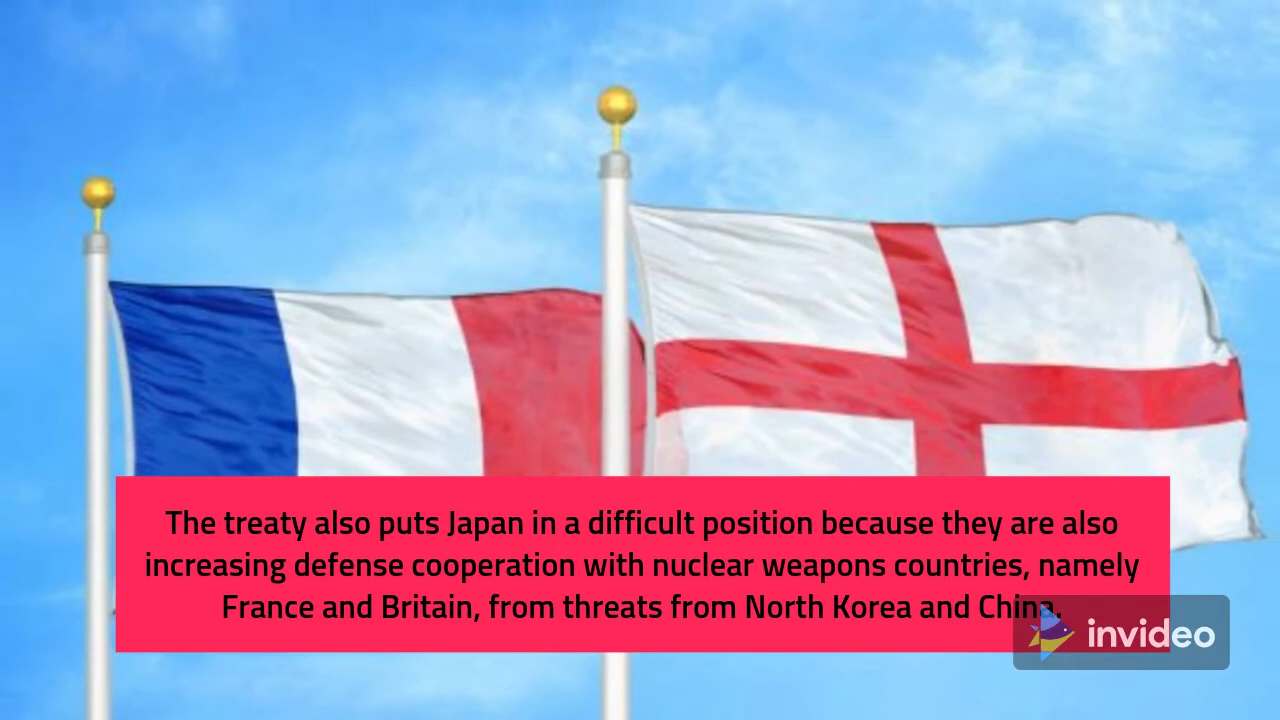 The treaty also puts Japan in a difficult position because they are also
increasing defense cooperation with nuclear weapons countries, namely
France and Britain, from threats from North Korea and China.
invideo